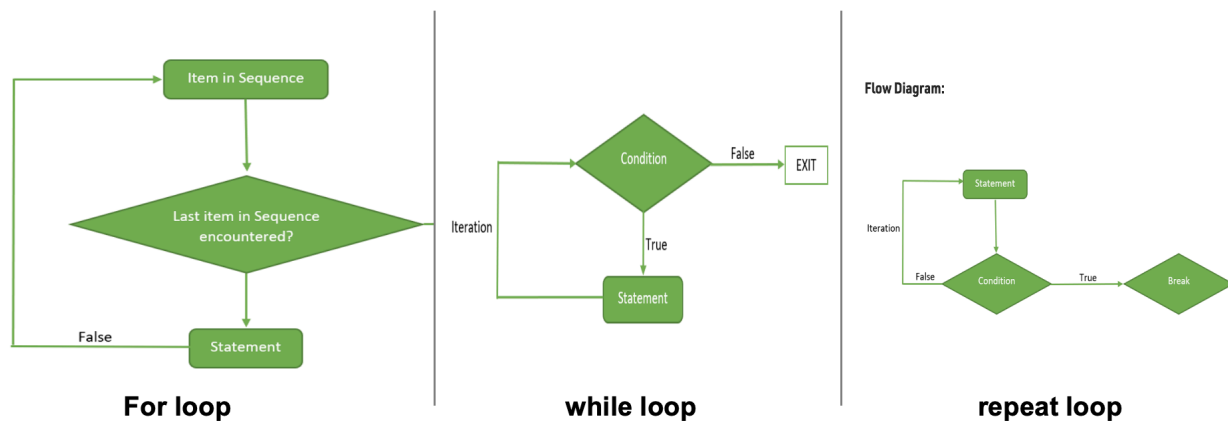 Item in Sequence
Last item in Sequence
encountered?
False
Statement
For loop
Condition
False
EXIT
Iteration
True
Statement
while loop
Flow Diagram:
Statement
Iteration
False
Condition
True
Break
repeat loop